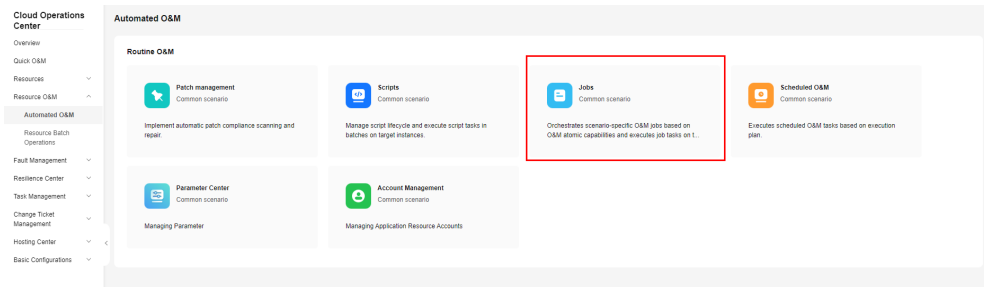 Cloud Operations
Center
Overview
Quick O&M
Resources
Resource O&M
Automated O&M
Resource Batch
Operations
Fault Management
Resilience Center
Task Management
Change Ticket
Management
Hosting Center
Basic Configurations
Automated O&M
Routine O&M
Patch management
Common scenario
Implement automatic patch compliance scanning and
repair.
Scripts
Common scenario
Manage script lifecycle and execute script tasks in
batches on target instances.
Jobs
Common scenario
Orchestrates scenario-specific O&M jobs based on
O&M atomic capabilities and executes job tasks on t...
Scheduled O&M
Common scenario
Executes scheduled O&M tasks based on execution
plan.
Parameter Center
Common scenario
Managing Parameter
Account Management
Common scenario
Managing Application Resource Accounts